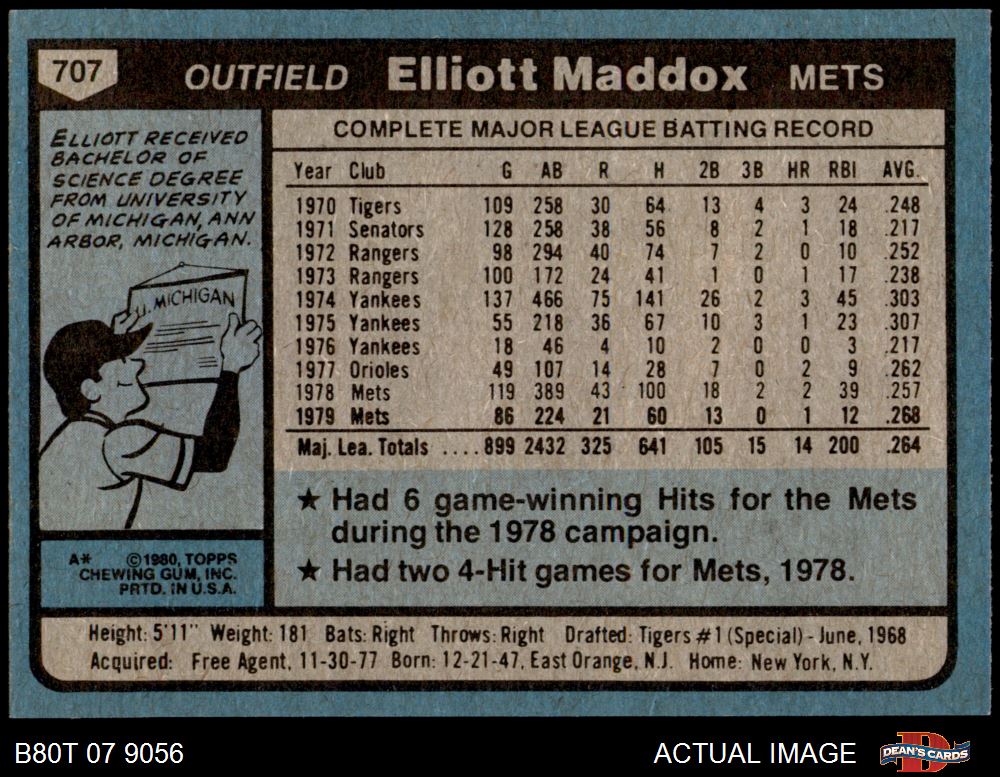 707 OUTFIELD Elliott Maddox METS
ELLIOTT RECEIVED
BACHELOR OF
SCIENCE DEGREE
FROM UNIVERSITY
OF MICHIGAN, ANN
ARBOR, MICHIGAN.
U. MICHIGAN
A* ©1980, TOPPS
CHEWING GUM, INC.
PRTD. IN U.S.A.
COMPLETE MAJOR LEAGUE BATTING RECORD
Year Club G AB R H 2B 3B HR RBI AVG.
1970 Tigers 109 258 30 64 13 4 3 24 .248
1971 Senators 128 258 38 56 8 2 1 18 .217
1972 Rangers 98 294 40 74 7 2 0 10 .252
1973 Rangers 100 172 24 41 1 0 1 17 .238
1974 Yankees 137 466 75 141 26 2 3 45 .303
1975 Yankees 55 218 36 67 10 3 1 23 .307
1976 Yankees 18 46 4 10 2 0 0 3 .217
1977 Orioles 49 107 14 28 7 0 2 9 .262
1978 Mets 119 389 43 100 18 2 2 39 .257
1979 Mets 86 224 21 60 13 0 1 12 .268
Maj. Lea. Totals ....899 2432 325 641 105 15 14 200 .264
★ Had 6 game-winning Hits for the Mets
during the 1978 campaign.
★ Had two 4-Hit games for Mets, 1978.
Height: 5'11" Weight: 181 Bats: Right Throws: Right Drafted: Tigers #1 (Special) - June, 1968
Acquired: Free Agent, 11-30-77 Born: 12-21-47, East Orange, N.J. Home: New York, N.Y.
B80T 07 9056 ACTUAL IMAGE DEAN'S CARDS